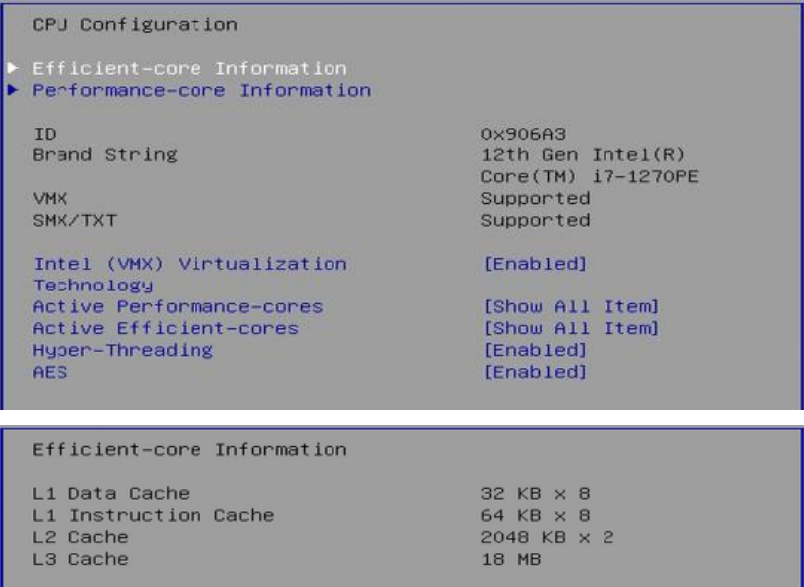 CPU Configuration
Efficient-core Information
Performance-core Information
ID 0x906A3
Brand String 12th Gen Intel(R)
Core(TM) i7-1270PE
VMX Supported
SMX/TXT Supported
Intel (VMX) Virtualization [Enabled]
Technology
Active Performance-cores [Show All Item]
Active Efficient-cores [Show All Item]
Hyper-Threading [Enabled]
AES [Enabled]
Efficient-core Information
L1 Data Cache 32 KB x 8
L1 Instruction Cache 64 KB x 8
L2 Cache 2048 KB x 2
L3 Cache 18 MB